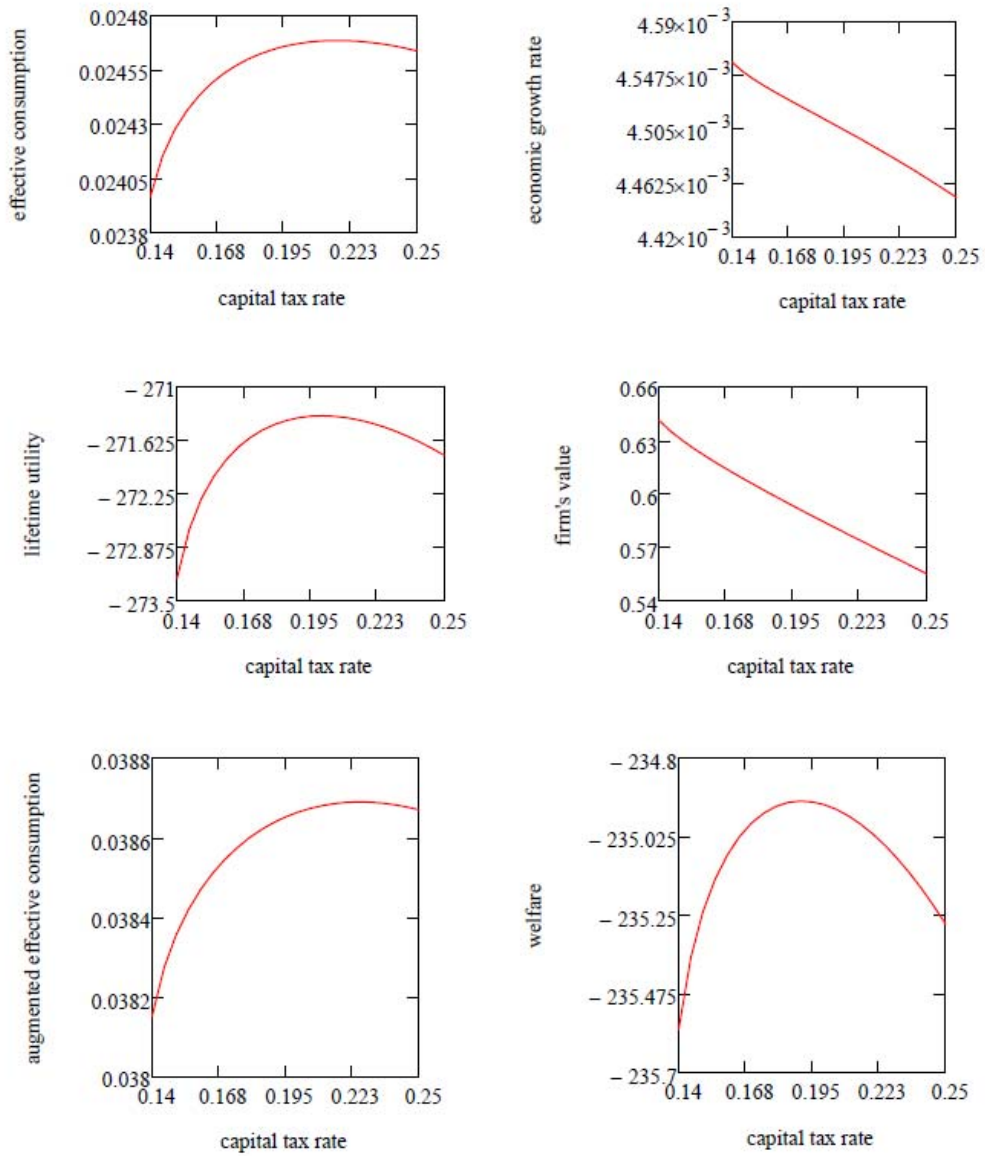 effective consumption
0.0248
0.02455
0.0243
0.02405
0.0238
0.14 0.168 0.195 0.223 0.25
capital tax rate
economic growth rate
4.59×10⁻³
4.5475×10⁻³
4.505×10⁻³
4.4625×10⁻³
4.42×10⁻³
0.14 0.168 0.195 0.223 0.25
capital tax rate
lifetime utility
− 271
− 271.625
− 272.25
− 272.875
− 273.5
0.14 0.168 0.195 0.223 0.25
capital tax rate
firm's value
0.66
0.63
0.6
0.57
0.54
0.14 0.168 0.195 0.223 0.25
capital tax rate
augmented effective consumption
0.0388
0.0386
0.0384
0.0382
0.038
0.14 0.168 0.195 0.223 0.25
capital tax rate
welfare
− 234.8
− 235.025
− 235.25
− 235.475
− 235.7
0.14 0.168 0.195 0.223 0.25
capital tax rate